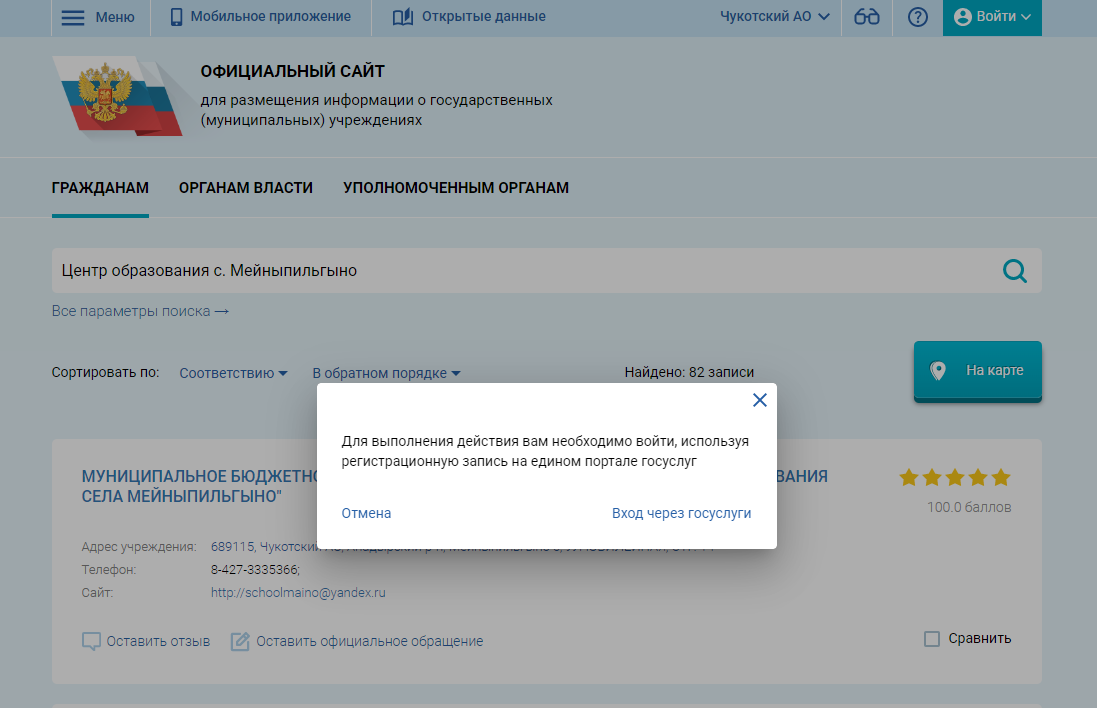 Меню
Мобильное приложение
Открытые данные
Чукотский АО
Войти
ОФИЦИАЛЬНЫЙ САЙТ
для размещения информации о государственных
(муниципальных) учреждениях
ГРАЖДАНАМ
ОРГАНАМ ВЛАСТИ
УПОЛНОМОЧЕННЫМ ОРГАНАМ
Центр образования с. Мейныпильгыно
Все параметры поиска →
Сортировать по:
Соответствию
В обратном порядке
Найдено: 82 записи
На карте
Для выполнения действия вам необходимо войти, используя
регистрационную запись на едином портале госуслуг
Отмена
Вход через госуслуги
МУНИЦИПАЛЬНОЕ
СЕЛА МЕЙНЫПИЛЬГЫНО"
100.0 баллов
Адрес учреждения: 689115, Чукотский
Телефон: 8-427-3335366;
Сайт: http://schoolmaino@yandex.ru
Оставить отзыв
Оставить официальное обращение
Сравнить